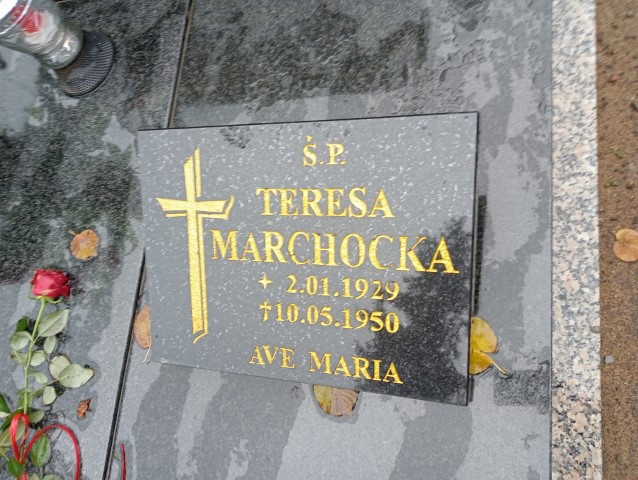 Ś.P.
TERESA
MARCHOCKA
✦ 2.01.1929
† 10.05.1950
AVE MARIA